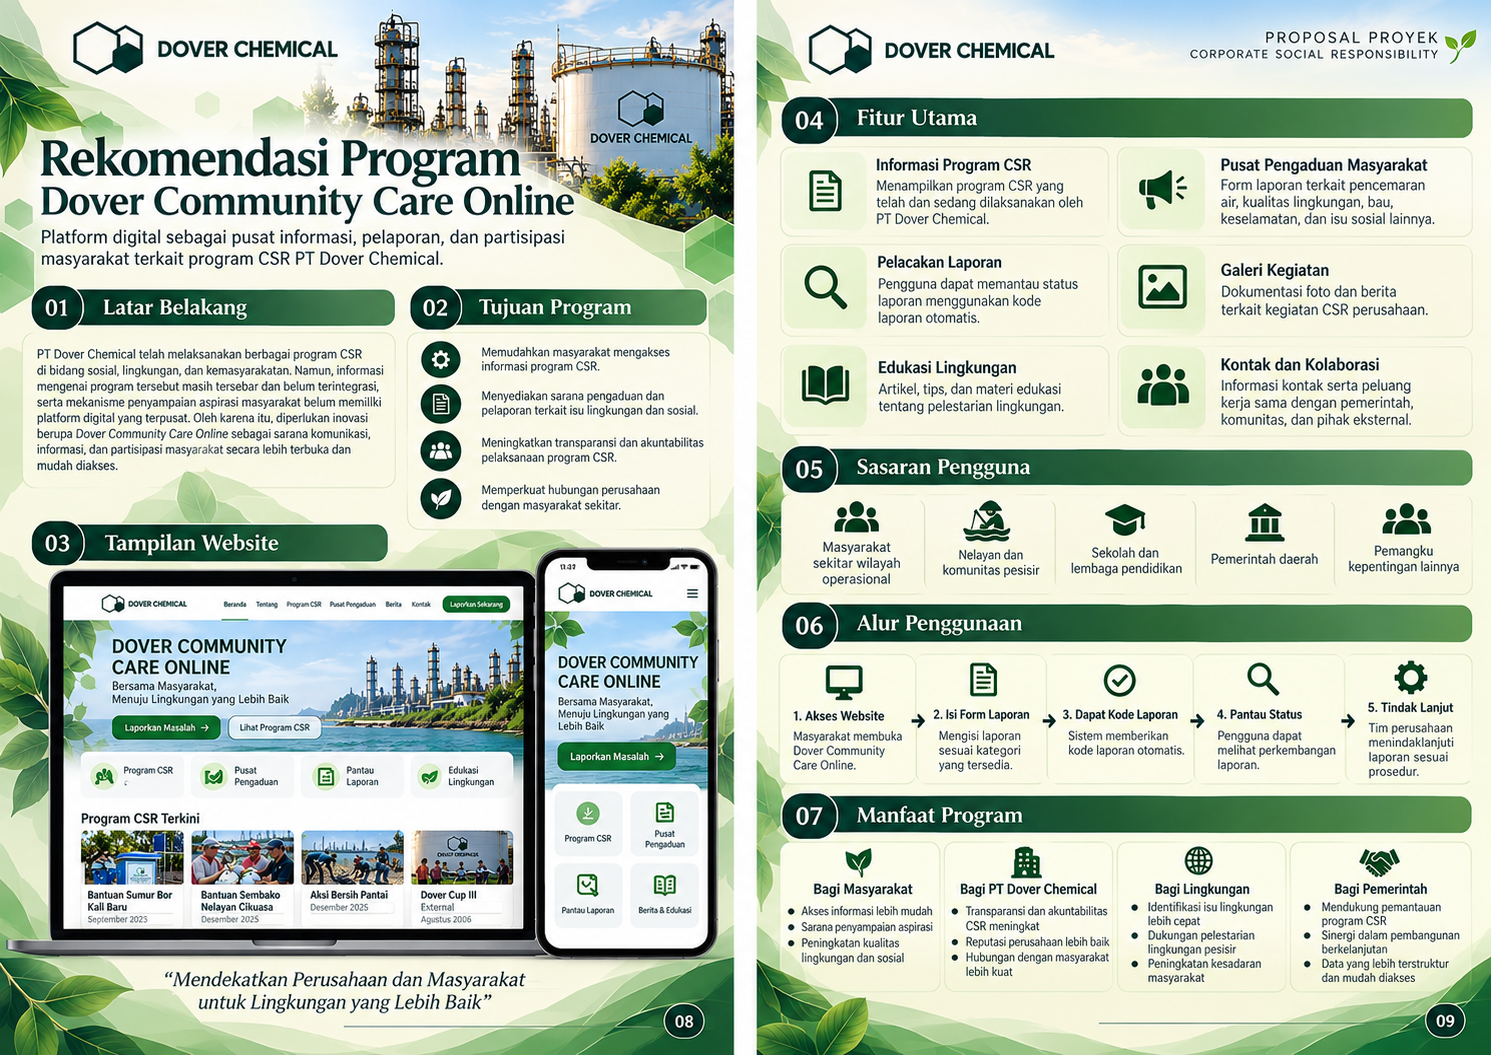 DOVER CHEMICAL
DOVER CHEMICAL
Rekomendasi Program
Dover Community Care Online
Platform digital sebagai pusat informasi, pelaporan, dan partisipasi
masyarakat terkait program CSR PT Dover Chemical.
01 Latar Belakang
PT Dover Chemical telah melaksanakan berbagai program CSR
di bidang sosial, lingkungan, dan kemasyarakatan. Namun, informasi
mengenai program tersebut masih tersebar dan belum terintegrasi,
serta mekanisme penyampaian aspirasi masyarakat belum memiliki
platform digital yang terpusat. Oleh karena itu, diperlukan inovasi
berupa Dover Community Care Online sebagai sarana komunikasi,
informasi, dan partisipasi masyarakat secara lebih terbuka dan
mudah diakses.
02 Tujuan Program
Memudahkan masyarakat mengakses
informasi program CSR.
Menyediakan sarana pengaduan dan
pelaporan terkait isu lingkungan dan sosial.
Meningkatkan transparansi dan akuntabilitas
pelaksanaan program CSR.
Memperkuat hubungan perusahaan
dengan masyarakat sekitar.
03 Tampilan Website
DOVER CHEMICAL
Beranda Tentang Program CSR Pusat Pengaduan Berita Kontak Laporkan Sekarang
DOVER COMMUNITY
CARE ONLINE
Bersama Masyarakat,
Menuju Lingkungan yang Lebih Baik
Laporkan Masalah →
Lihat Program CSR
Program CSR
Pusat
Pengaduan
Pantau
Laporan
Edukasi
Lingkungan
Program CSR Terkini
Bantuan Sumur Bor
Kali Baru
September 2025
Bantuan Sembako
Nelayan Cikuasa
Desember 2025
Aksi Bersih Pantai
Desember 2025
Dover Cup III
External
Agustus 2006
11.37
DOVER CHEMICAL
DOVER COMMUNITY
CARE ONLINE
Bersama Masyarakat,
Menuju Lingkungan yang
Lebih Baik
Laporkan Masalah →
Program CSR
Pusat
Pengaduan
Pantau Laporan
Berita & Edukasi
“Mendekatkan Perusahaan dan Masyarakat
untuk Lingkungan yang Lebih Baik”
08
DOVER CHEMICAL
PROPOSAL PROYEK
CORPORATE SOCIAL RESPONSIBILITY
04 Fitur Utama
Informasi Program CSR
Menampilkan program CSR yang
telah dan sedang dilaksanakan oleh
PT Dover Chemical.
Pusat Pengaduan Masyarakat
Form laporan terkait pencemaran
air, kualitas lingkungan, bau,
keselamatan, dan isu sosial lainnya.
Pelacakan Laporan
Pengguna dapat memantau status
laporan menggunakan kode
laporan otomatis.
Galeri Kegiatan
Dokumentasi foto dan berita
terkait kegiatan CSR perusahaan.
Edukasi Lingkungan
Artikel, tips, dan materi edukasi
tentang pelestarian lingkungan.
Kontak dan Kolaborasi
Informasi kontak serta peluang
kerja sama dengan pemerintah,
komunitas, dan pihak eksternal.
05 Sasaran Pengguna
Masyarakat
sekitar wilayah
operasional
Nelayan dan
komunitas pesisir
Sekolah dan
lembaga pendidikan
Pemerintah daerah
Pemangku
kepentingan lainnya
06 Alur Penggunaan
1. Akses Website
Masyarakat membuka
Dover Community
Care Online.
2. Isi Form Laporan
Mengisi laporan
sesuai kategori
yang tersedia.
3. Dapat Kode Laporan
Sistem memberikan
kode laporan otomatis.
4. Pantau Status
Pengguna dapat
melihat perkembangan
laporan.
5. Tindak Lanjut
Tim perusahaan
menindaklanjuti
laporan sesuai
prosedur.
07 Manfaat Program
Bagi Masyarakat
• Akses informasi lebih mudah
• Sarana penyampaian aspirasi
• Peningkatan kualitas
lingkungan dan sosial
Bagi PT Dover Chemical
• Transparansi dan akuntabilitas
CSR meningkat
• Reputasi perusahaan lebih baik
• Hubungan dengan masyarakat
lebih kuat
Bagi Lingkungan
• Identifikasi isu lingkungan
lebih cepat
• Dukungan pelestarian
lingkungan pesisir
• Peningkatan kesadaran
masyarakat
Bagi Pemerintah
• Mendukung pemantauan
program CSR
• Sinergi dalam pembangunan
berkelanjutan
• Data yang lebih terstruktur
dan mudah diakses
09